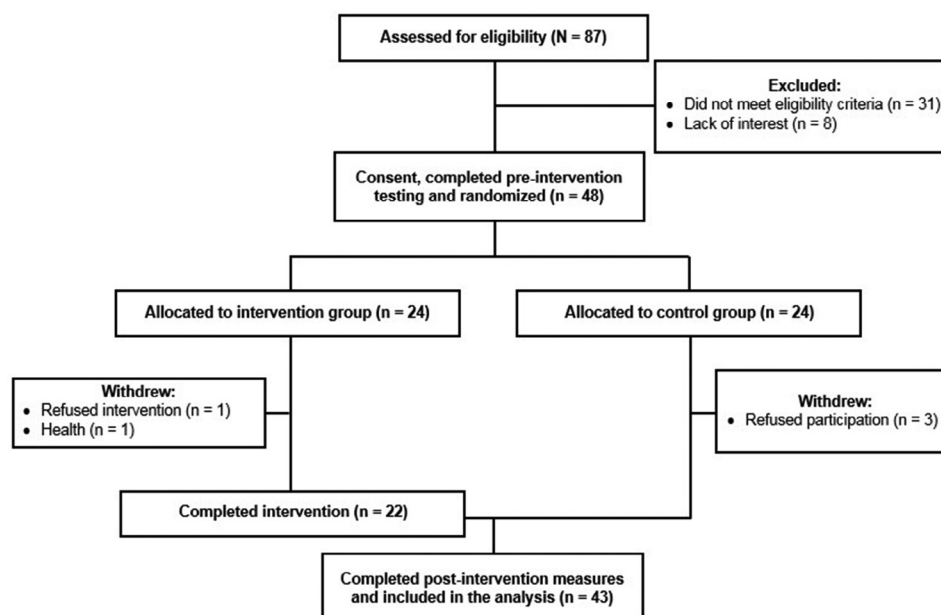 Assessed for eligibility (N = 87)
Excluded:
• Did not meet eligibility criteria (n = 31)
• Lack of interest (n = 8)
Consent, completed pre-intervention
testing and randomized (n = 48)
Allocated to intervention group (n = 24)
Allocated to control group (n = 24)
Withdrew:
• Refused intervention (n = 1)
• Health (n = 1)
Withdrew:
• Refused participation (n = 3)
Completed intervention (n = 22)
Completed post-intervention measures
and included in the analysis (n = 43)